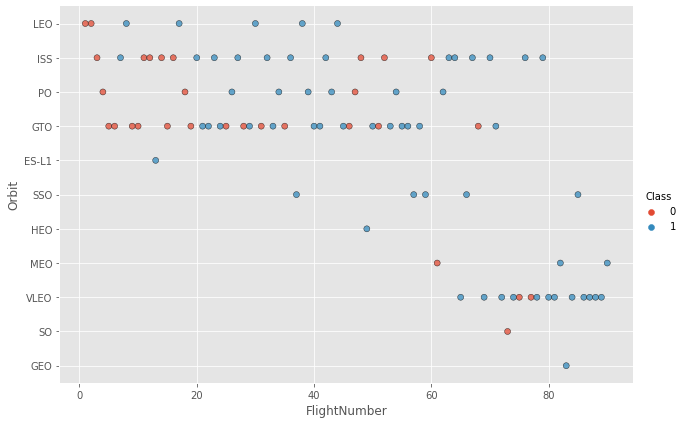 LEO
ISS
PO
GTO
ES-L1
SSO
HEO
MEO
VLEO
SO
GEO
Orbit
0
20
40
60
80
FlightNumber
Class
0
1